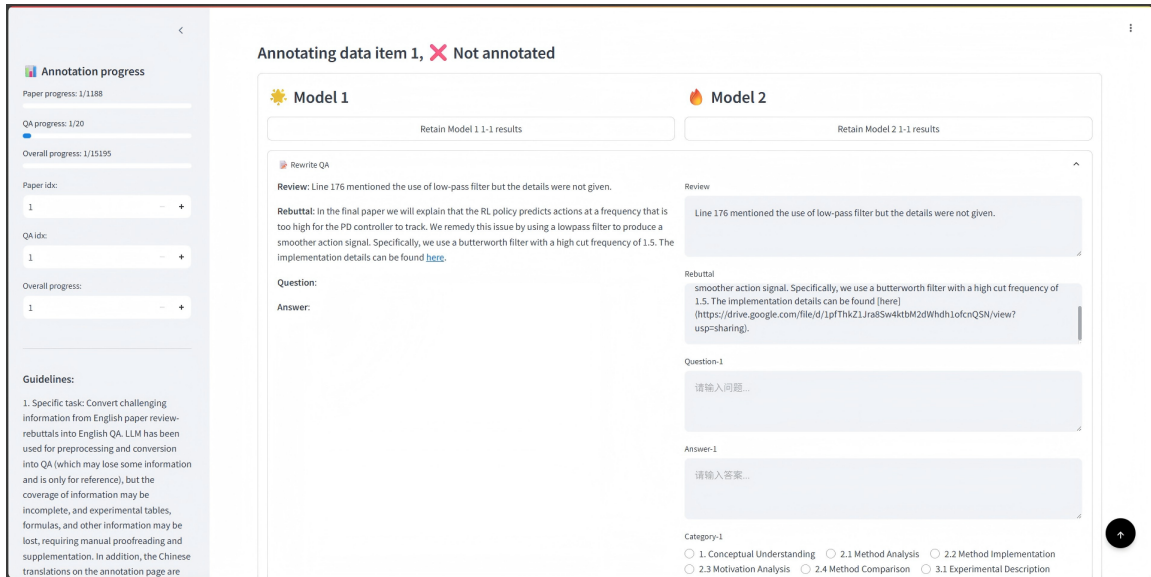 Annotation progress
Paper progress: 1/1188
QA progress: 1/20
Overall progress: 1/15195
Paper idx:
1
QA idx:
1
Overall progress:
1
Guidelines:
1. Specific task: Convert challenging
information from English paper review-
rebuttals into English QA. LLM has been
used for preprocessing and conversion
into QA (which may lose some information
and is only for reference), but the
coverage of information may be
incomplete, and experimental tables,
formulas, and other information may be
lost, requiring manual proofreading and
supplementation. In addition, the Chinese
translations on the annotation page are
Annotating data item 1, ❌ Not annotated
Model 1
Retain Model 1 1-1 results
Model 2
Retain Model 2 1-1 results
Rewrite QA
Review: Line 176 mentioned the use of low-pass filter but the details were not given.
Rebuttal: In the final paper we will explain that the RL policy predicts actions at a frequency that is
too high for the PD controller to track. We remedy this issue by using a lowpass filter to produce a
smoother action signal. Specifically, we use a butterworth filter with a high cut frequency of 1.5. The
implementation details can be found here.
Question:
Answer:
Review
Line 176 mentioned the use of low-pass filter but the details were not given.
Rebuttal
smoother action signal. Specifically, we use a butterworth filter with a high cut frequency of
1.5. The implementation details can be found [here]
(https://drive.google.com/file/d/1pfThkZ1Jra8Sw4ktbM2dWhdh1ofcnQSN/view?
usp=sharing).
Question-1
请输入问题...
Answer-1
请输入答案...
Category-1
1. Conceptual Understanding 2.1 Method Analysis 2.2 Method Implementation
2.3 Motivation Analysis 2.4 Method Comparison 3.1 Experimental Description